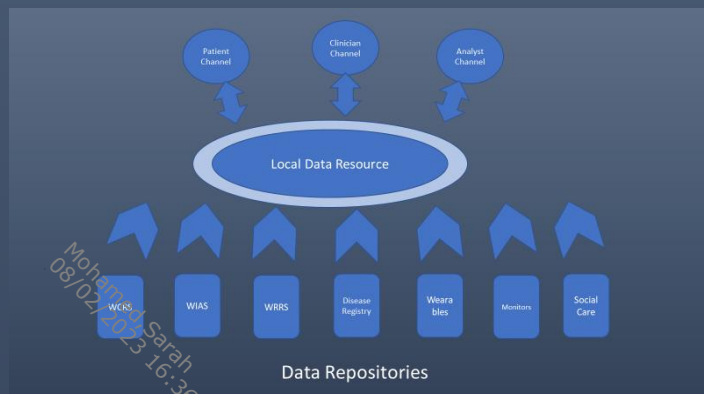 Patient
Channel
Clinician
Channel
Analyst
Channel
Local Data Resource
WCRS
WIAS
WRRS
Disease
Registry
Weara
bles
Monitors
Social
Care
Data Repositories
Mohamed, Sarah
08/02/2023 16:36